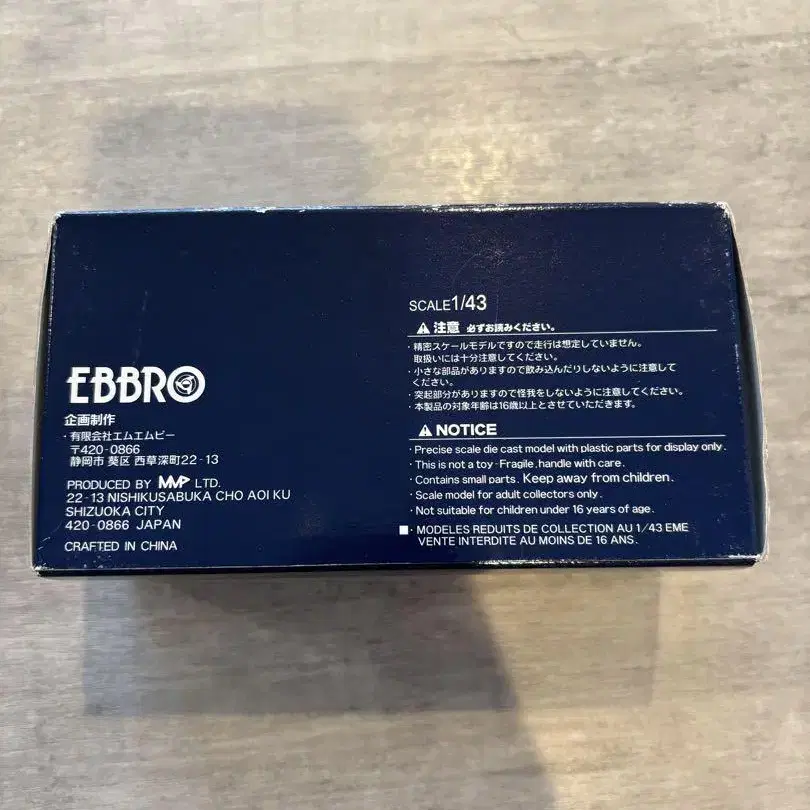 EBBRO
企画制作
・有限会社エムエムピー
〒420-0866
静岡市 葵区 西草深町22-13
PRODUCED BY MMP LTD.
22-13 NISHIKUSABUKA CHO AOI KU
SHIZUOKA CITY
420-0866 JAPAN
CRAFTED IN CHINA
SCALE1/43
注意 必ずお読みください。
・精密スケールモデルですので走行は想定していません。
取扱いには十分注意してください。
・小さな部品がありますので飲み込んだりしないように注意して
ください。
・突起部分がありますので怪我をしないように注意してください。
・本製品の対象年齢は16歳以上とさせていただきます。
NOTICE
・Precise scale die cast model with plastic parts for display only.
・This is not a toy-Fragile, handle with care.
・Contains small parts. Keep away from children.
・Scale model for adult collectors only.
・Not suitable for children under 16 years of age.
・MODELES REDUITS DE COLLECTION AU 1/43 EME
VENTE INTERDITE AU MOINS DE 16 ANS.